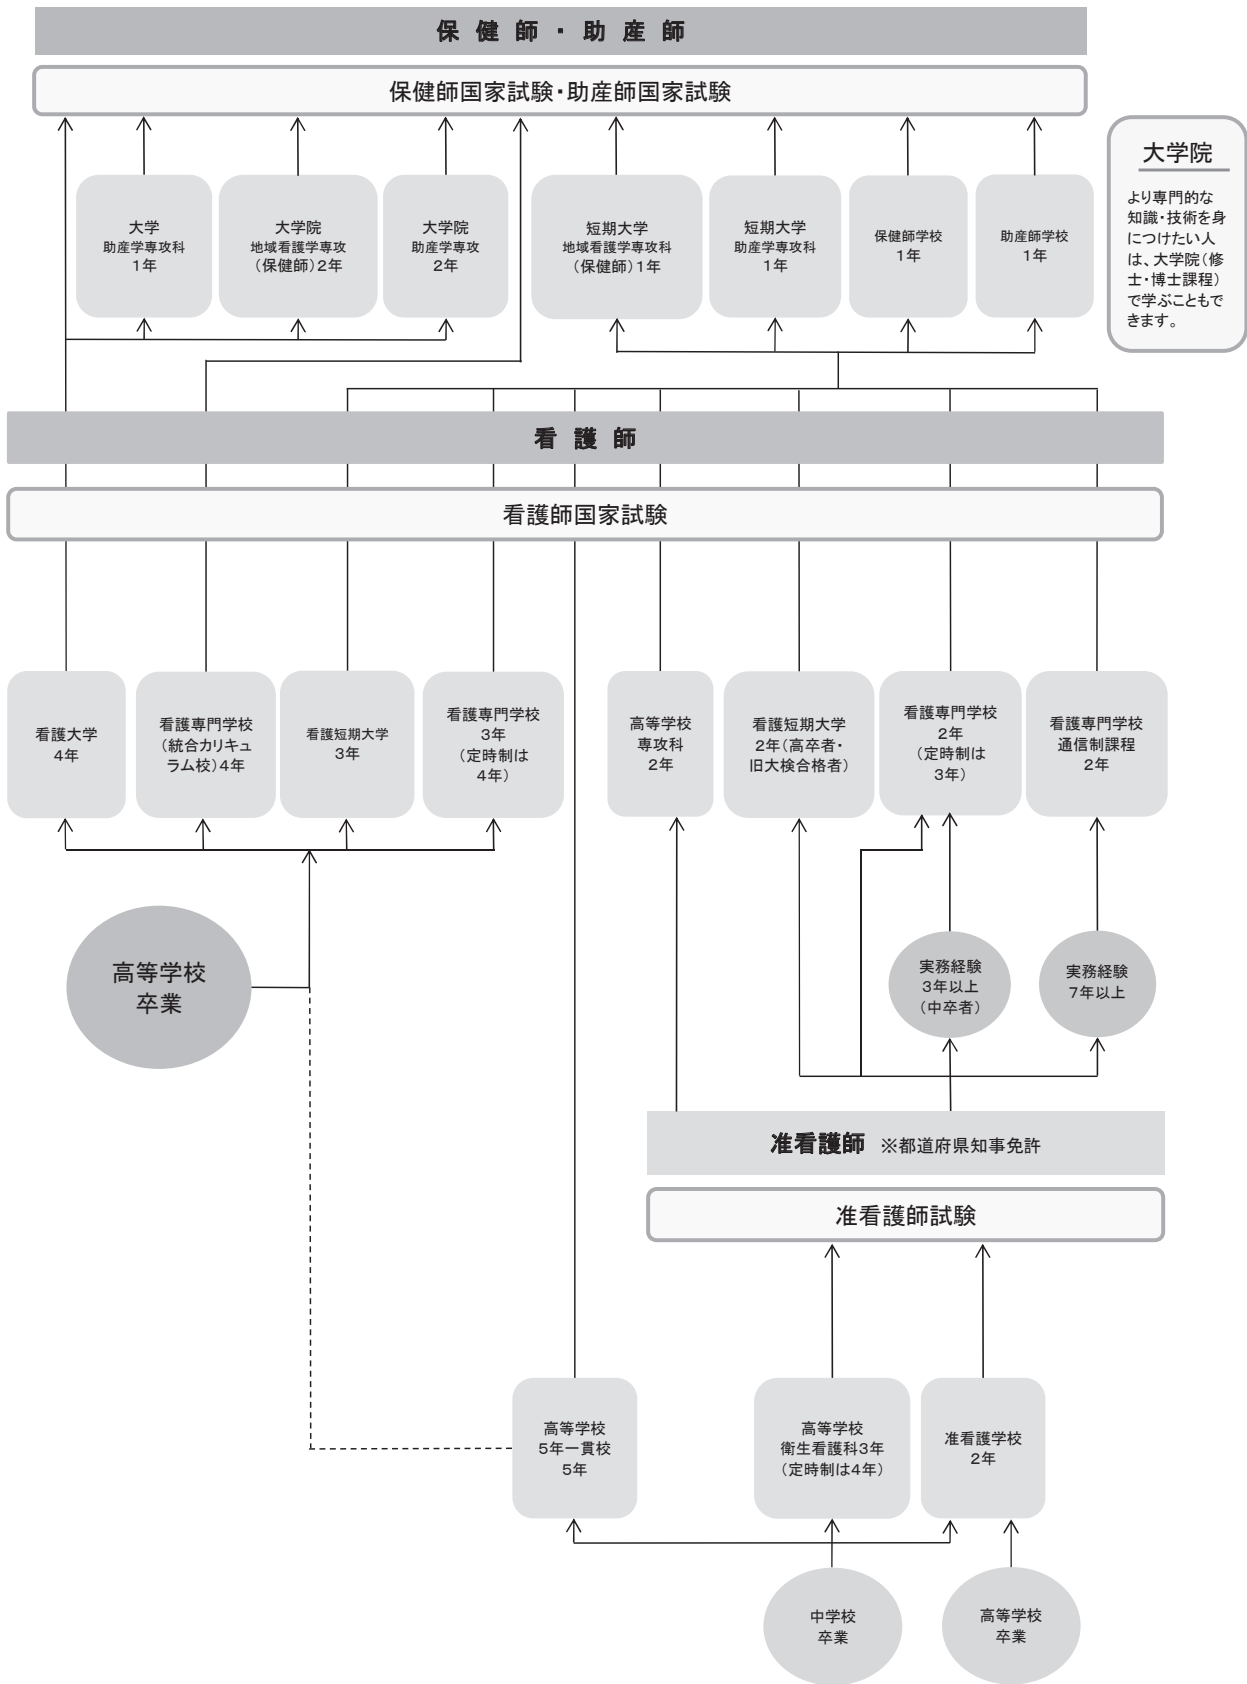 保健師・助産師
保健師国家試験・助産師国家試験
大学
助産学専攻科
1年
大学院
地域看護学専攻
（保健師）2年
大学院
助産学専攻
2年
短期大学
地域看護学専攻科
（保健師）1年
短期大学
助産学専攻科
1年
保健師学校
1年
助産師学校
1年
大学院
より専門的な
知識・技術を身
につけたい人
は、大学院（修
士・博士課程）
で学ぶこともで
きます。
看護師
看護師国家試験
看護大学
4年
看護専門学校
（統合カリキュ
ラム校）4年
看護短期大学
3年
看護専門学校
3年
（定時制は
4年）
高等学校
専攻科
2年
看護短期大学
2年（高卒者・
旧大検合格者）
看護専門学校
2年
（定時制は
3年）
看護専門学校
通信制課程
2年
高等学校
卒業
実務経験
3年以上
（中卒者）
実務経験
7年以上
准看護師 ※都道府県知事免許
准看護師試験
高等学校
5年一貫校
5年
高等学校
衛生看護科3年
（定時制は4年）
准看護学校
2年
中学校
卒業
高等学校
卒業